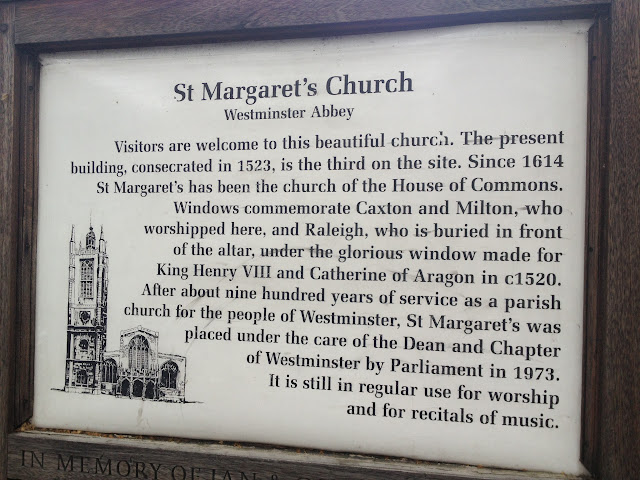 St Margaret's Church
Westminster Abbey
Visitors are welcome to this beautiful church. The present
building, consecrated in 1523, is the third on the site. Since 1614
St Margaret's has been the church of the House of Commons.
Windows commemorate Caxton and Milton, who
worshipped here, and Raleigh, who is buried in front
of the altar, under the glorious window made for
King Henry VIII and Catherine of Aragon in c1520.
After about nine hundred years of service as a parish
church for the people of Westminster, St Margaret's was
placed under the care of the Dean and Chapter
of Westminster by Parliament in 1973.
It is still in regular use for worship
and for recitals of music.
IN MEMORY OF